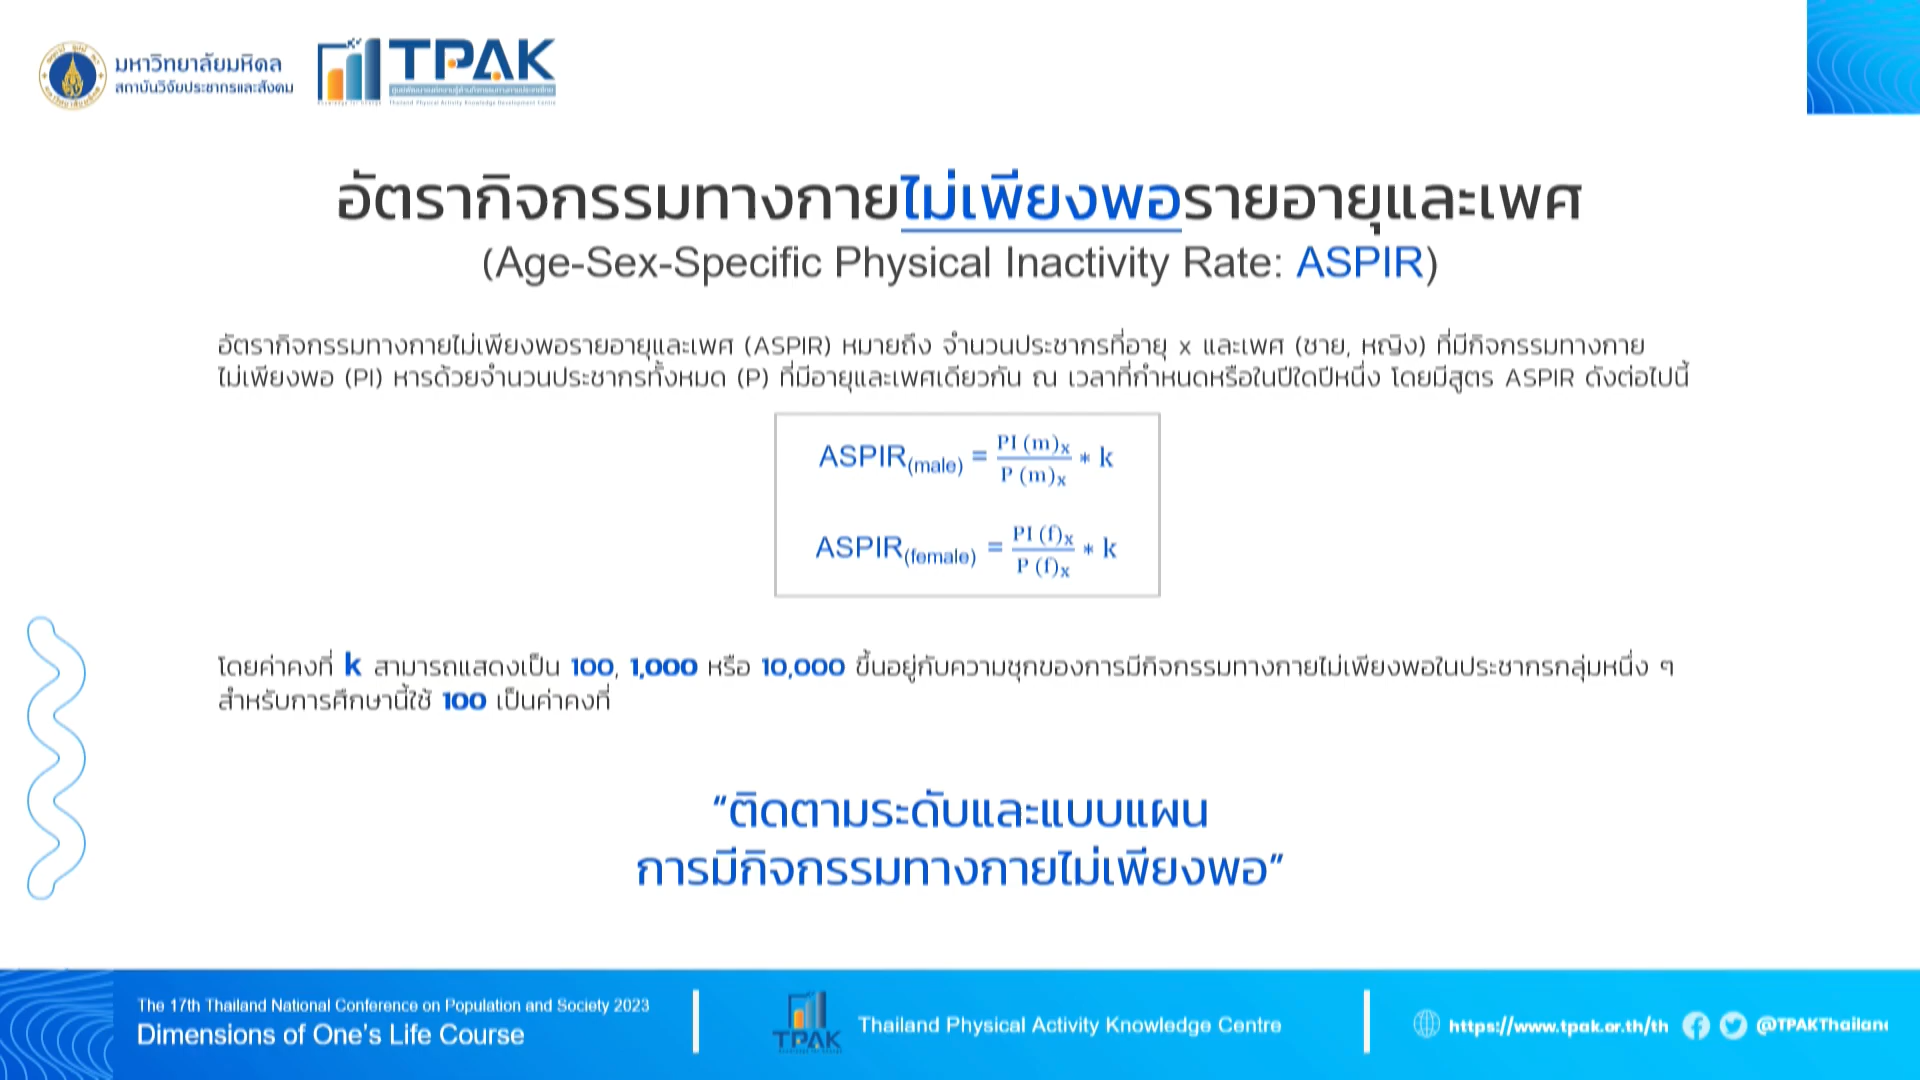 มหาวิทยาลัยมหิดล
สถาบันวิจัยประชากรและสังคม
TPAK
อัตรากิจกรรมทางกายไม่เพียงพอรายอายุและเพศ
(Age-Sex-Specific Physical Inactivity Rate: ASPIR)
อัตรากิจกรรมทางกายไม่เพียงพอรายอายุและเพศ (ASPIR) หมายถึง จำนวนประชากรที่อายุ x และเพศ (ชาย, หญิง) ที่มีกิจกรรมทางกาย
ไม่เพียงพอ (PI) หารด้วยจำนวนประชากรทั้งหมด (P) ที่มีอายุและเพศเดียวกัน ณ เวลาที่กำหนดหรือในปีใดปีหนึ่ง โดยมีสูตร ASPIR ดังต่อไปนี้
ASPIR(male) = PI (m)x / P (m)x * k
ASPIR(female) = PI (f)x / P (f)x * k
โดยค่าคงที่ k สามารถแสดงเป็น 100, 1,000 หรือ 10,000 ขึ้นอยู่กับความชุกของการมีกิจกรรมทางกายไม่เพียงพอในประชากรกลุ่มหนึ่ง ๆ
สำหรับการศึกษานี้ใช้ 100 เป็นค่าคงที่
"ติดตามระดับและแบบแผน
การมีกิจกรรมทางกายไม่เพียงพอ"
The 17th Thailand National Conference on Population and Society 2023
Dimensions of One's Life Course
TPAK
Thailand Physical Activity Knowledge Centre
https://www.tpak.or.th/th
@TPAKThailand